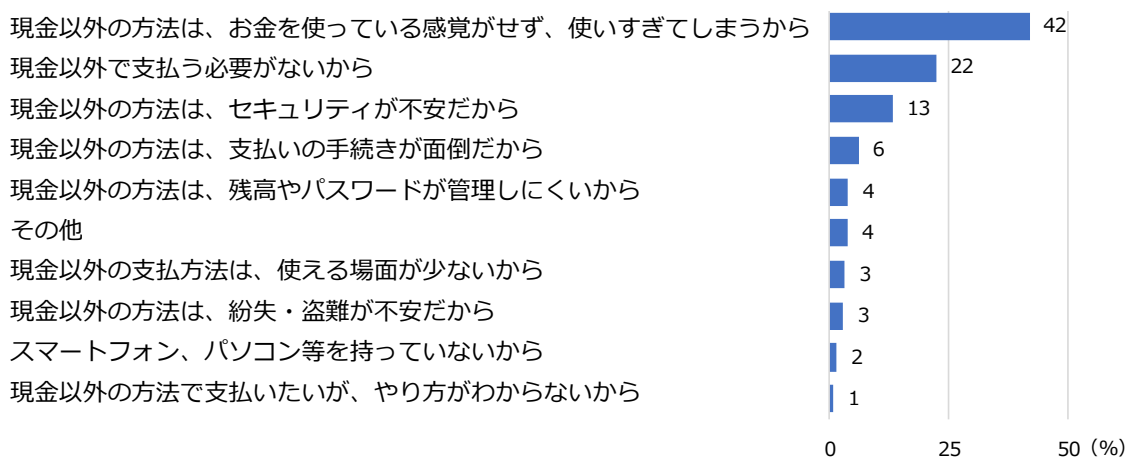 現金以外の方法は、お金を使っている感覚がせず、使いすぎてしまうから 42
現金以外で支払う必要がないから 22
現金以外の方法は、セキュリティが不安だから 13
現金以外の方法は、支払いの手続きが面倒だから 6
現金以外の方法は、残高やパスワードが管理しにくいから 4
その他 4
現金以外の支払方法は、使える場面が少ないから 3
現金以外の方法は、紛失・盗難が不安だから 3
スマートフォン、パソコン等を持っていないから 2
現金以外の方法で支払いたいが、やり方がわからないから 1
0 25 50 (%)